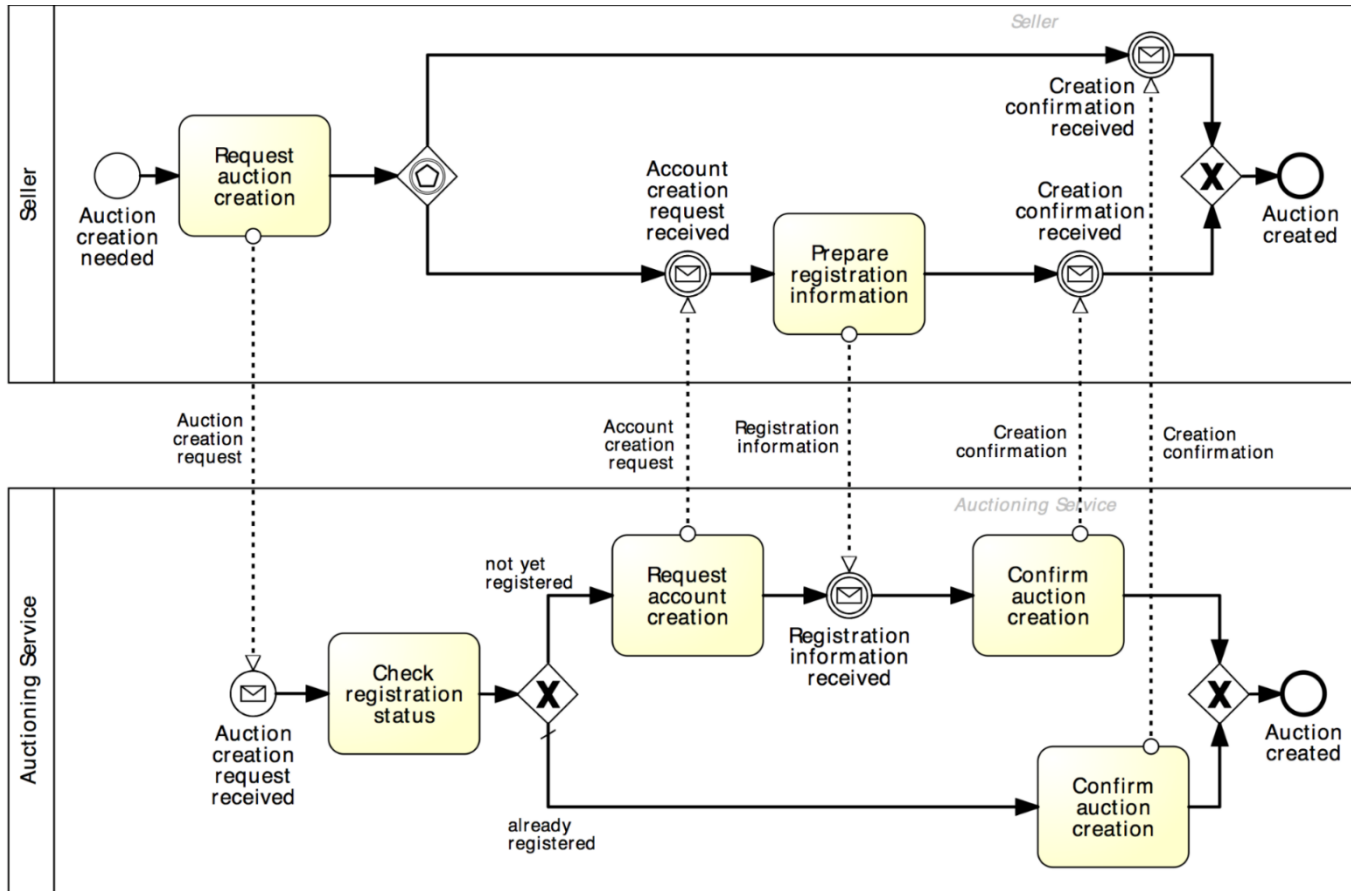 Seller
Seller
Auction
creation
needed
Request
auction
creation
Account
creation
request
received
Prepare
registration
information
Creation
confirmation
received
Creation
confirmation
received
X
Auction
created
Auction
creation
request
Account
creation
request
Registration
information
Creation
confirmation
Creation
confirmation
Auctioning Service
Auctioning Service
Auction
creation
request
received
Check
registration
status
X
not yet
registered
already
registered
Request
account
creation
Registration
information
received
Confirm
auction
creation
Confirm
auction
creation
X
Auction
created